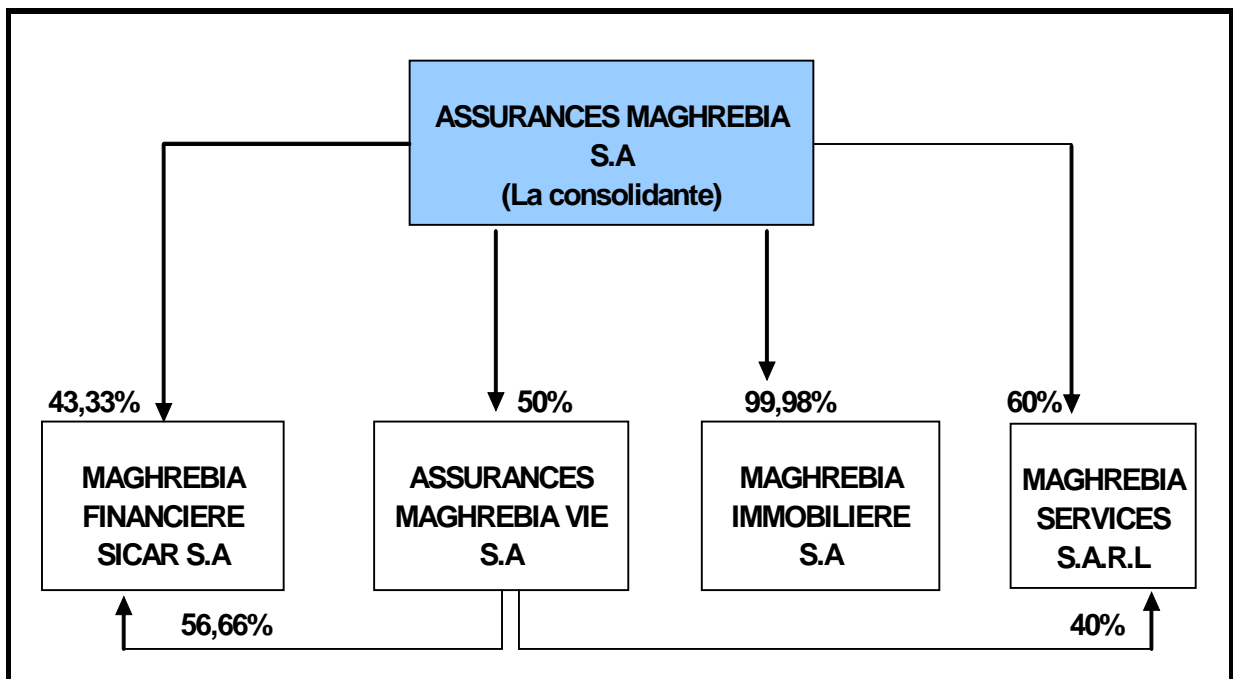 ASSURANCES MAGHREBIA
S.A
(La consolidante)
43,33%
50%
99,98%
60%
MAGHREBIA
FINANCIERE
SICAR S.A
ASSURANCES
MAGHREBIA VIE
S.A
MAGHREBIA
IMMOBILIERE
S.A
MAGHREBIA
SERVICES
S.A.R.L
56,66%
40%